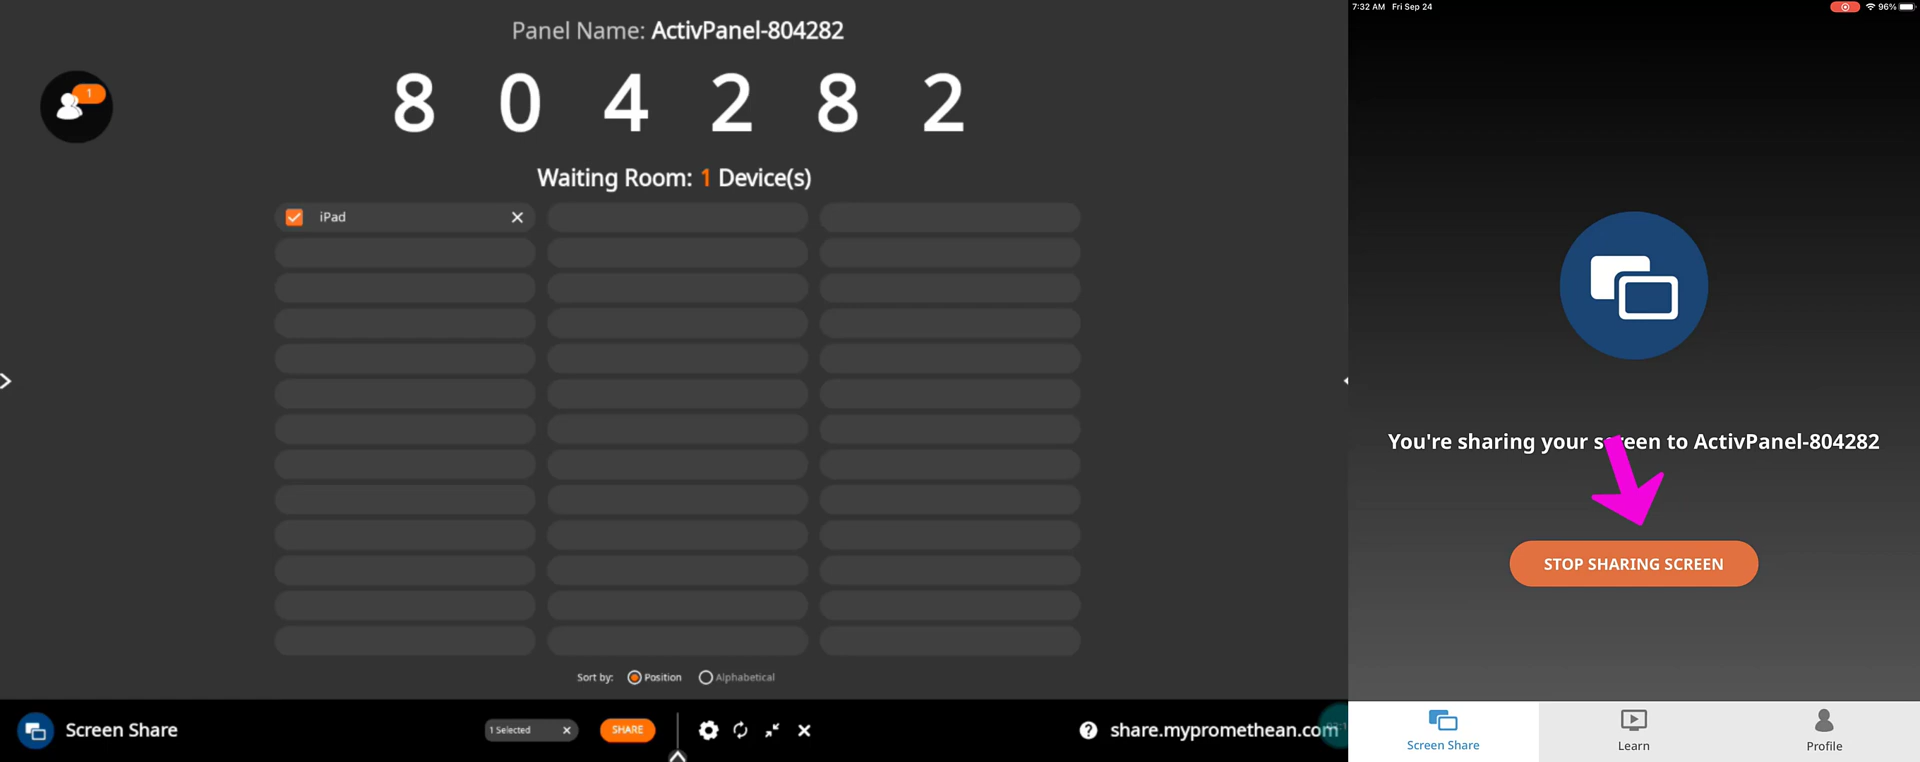 Panel Name: ActivPanel-804282
8 0 4 2 8 2
1
Waiting Room: 1 Device(s)
iPad
Sort by: Position Alphabetical
Screen Share
1 Selected
SHARE
share.mypromethean.com
7:32 AM Fri Sep 24
96%
You're sharing your screen to ActivPanel-804282
STOP SHARING SCREEN
Screen Share
Learn
Profile